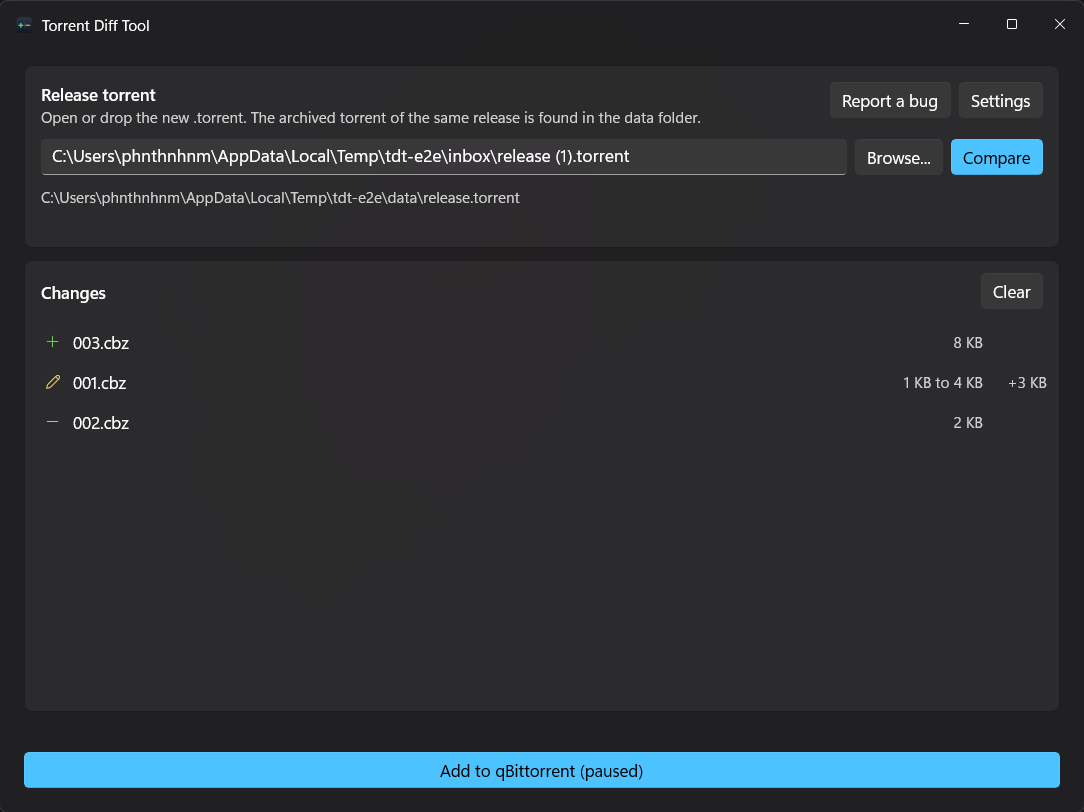 Torrent Diff Tool
Release torrent
Open or drop the new .torrent. The archived torrent of the same release is found in the data folder.
Report a bug
Settings
C:\Users\phnthnhnm\AppData\Local\Temp\tdt-e2e\inbox\release (1).torrent
Browse...
Compare
C:\Users\phnthnhnm\AppData\Local\Temp\tdt-e2e\data\release.torrent
Changes
Clear
003.cbz 8 KB
001.cbz 1 KB to 4 KB +3 KB
002.cbz 2 KB
Add to qBittorrent (paused)